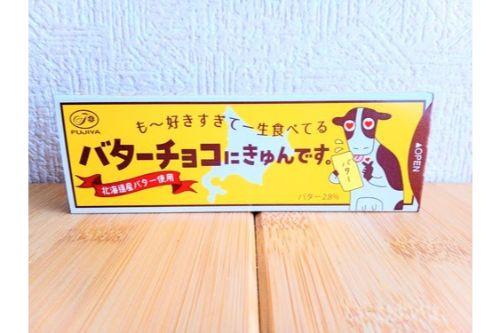 FUJIYA
も〜好きすぎて一生食べてる
バターチョコにきゅんです。
北海道産バター使用
バター
バター28%
▲OPEN